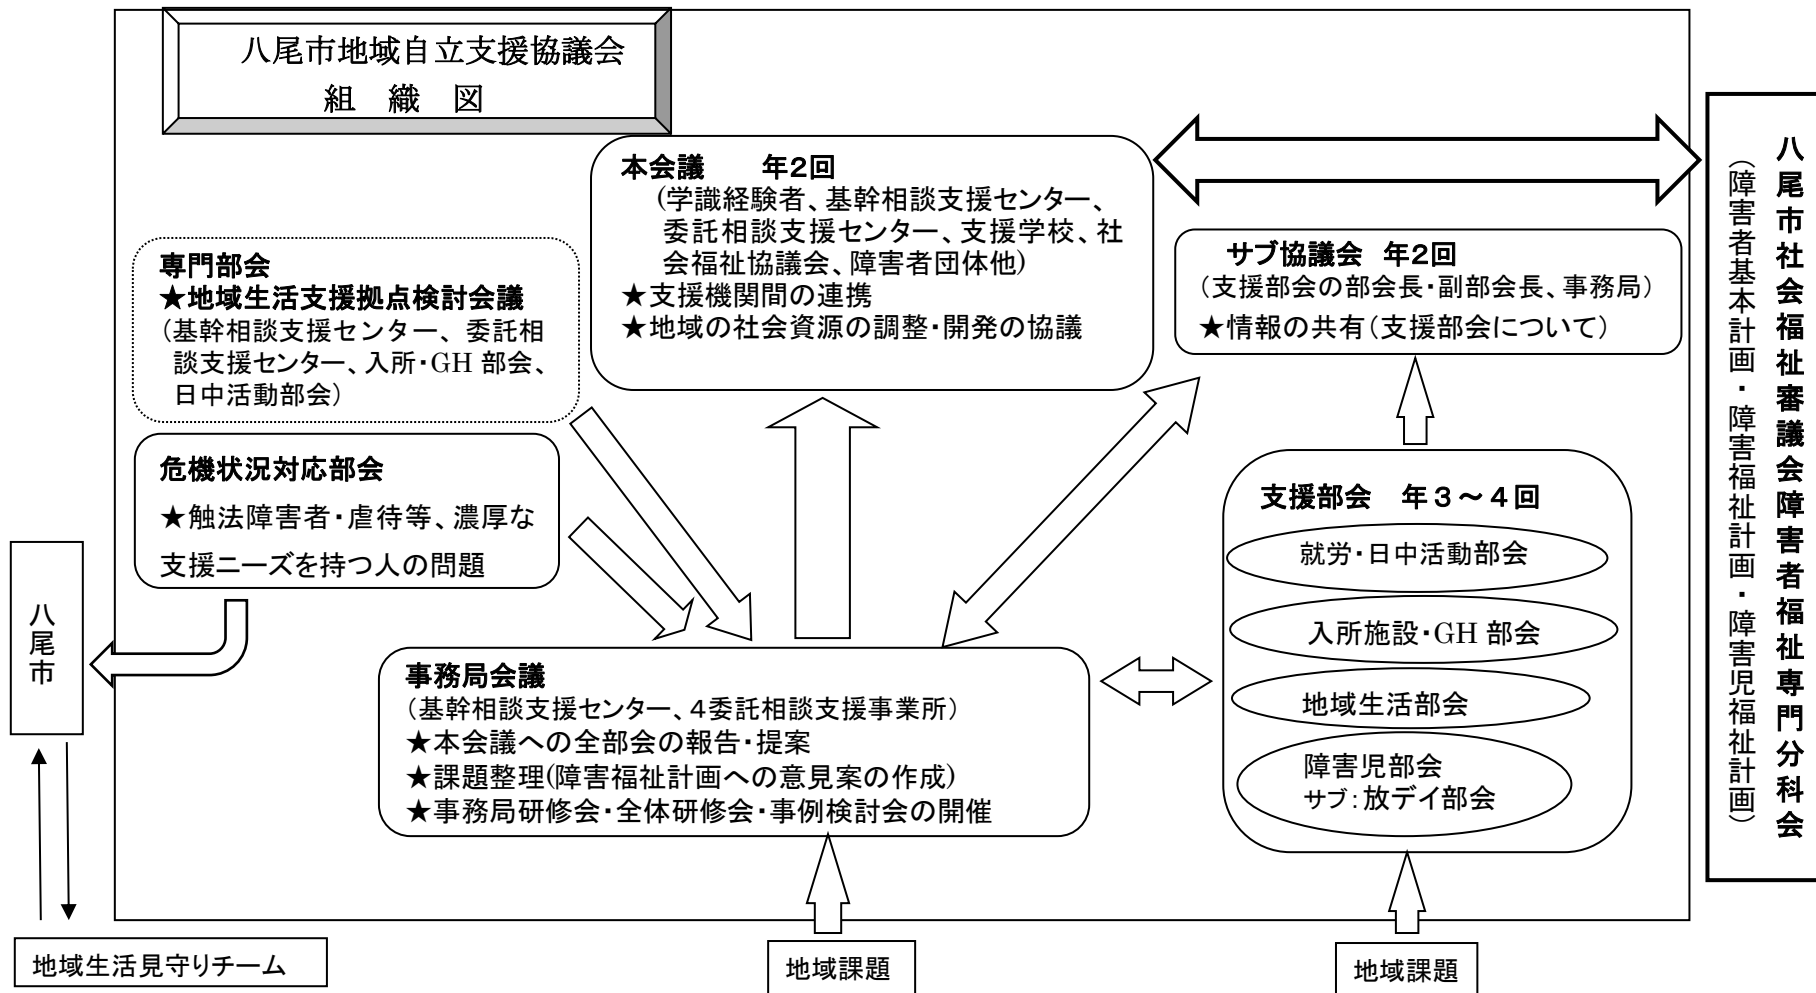 八尾市地域自立支援協議会
組 織 図
本会議 年2回
(学識経験者、基幹相談支援センター、
委託相談支援センター、支援学校、社
会福祉協議会、障害者団体他)
★支援機関間の連携
★地域の社会資源の調整・開発の協議
専門部会
★地域生活支援拠点検討会議
(基幹相談支援センター、委託相
談支援センター、入所・GH 部会、
日中活動部会)
サブ協議会 年2回
(支援部会の部会長・副部会長、事務局)
★情報の共有(支援部会について)
危機状況対応部会
★触法障害者・虐待等、濃厚な
支援ニーズを持つ人の問題
支援部会 年3～4回
就労・日中活動部会
入所施設・GH 部会
地域生活部会
障害児部会
サブ:放デイ部会
事務局会議
(基幹相談支援センター、4委託相談支援事業所)
★本会議への全部会の報告・提案
★課題整理(障害福祉計画への意見案の作成)
★事務局研修会・全体研修会・事例検討会の開催
八尾市
地域生活見守りチーム
地域課題
地域課題
八尾市社会福祉審議会障害者福祉専門分科会
(障害者基本計画・障害福祉計画・障害児福祉計画)